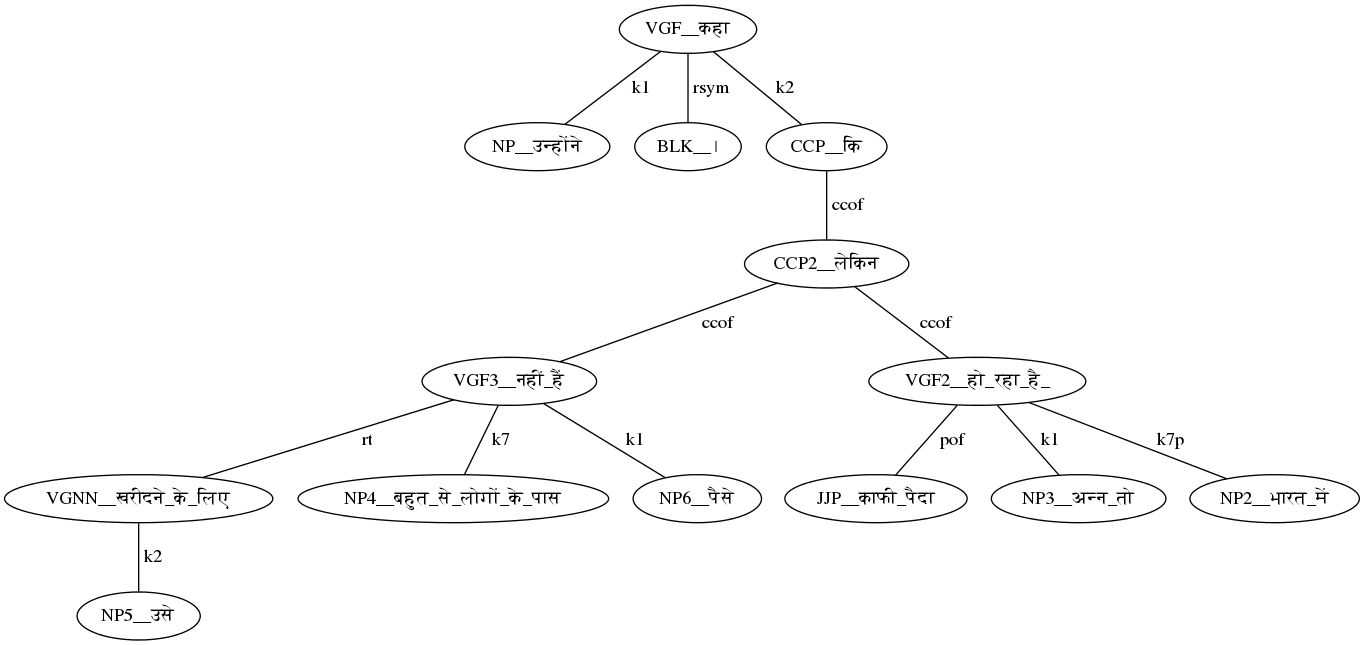 VGF__कहा
k1 rsym k2
NP__उन्होंने BLK__। CCP__कि
ccof
CCP2__लेकिन
ccof ccof
VGF3__नहीं_हैं VGF2__हो_रहा_है_
rt k7 k1 pof k1 k7p
VGNN__खरीदने_के_लिए NP4__बहुत_से_लोगों_के_पास NP6__पैसे JJP__काफी_पैदा NP3__अन्न_तो NP2__भारत_में
k2
NP5__उसे